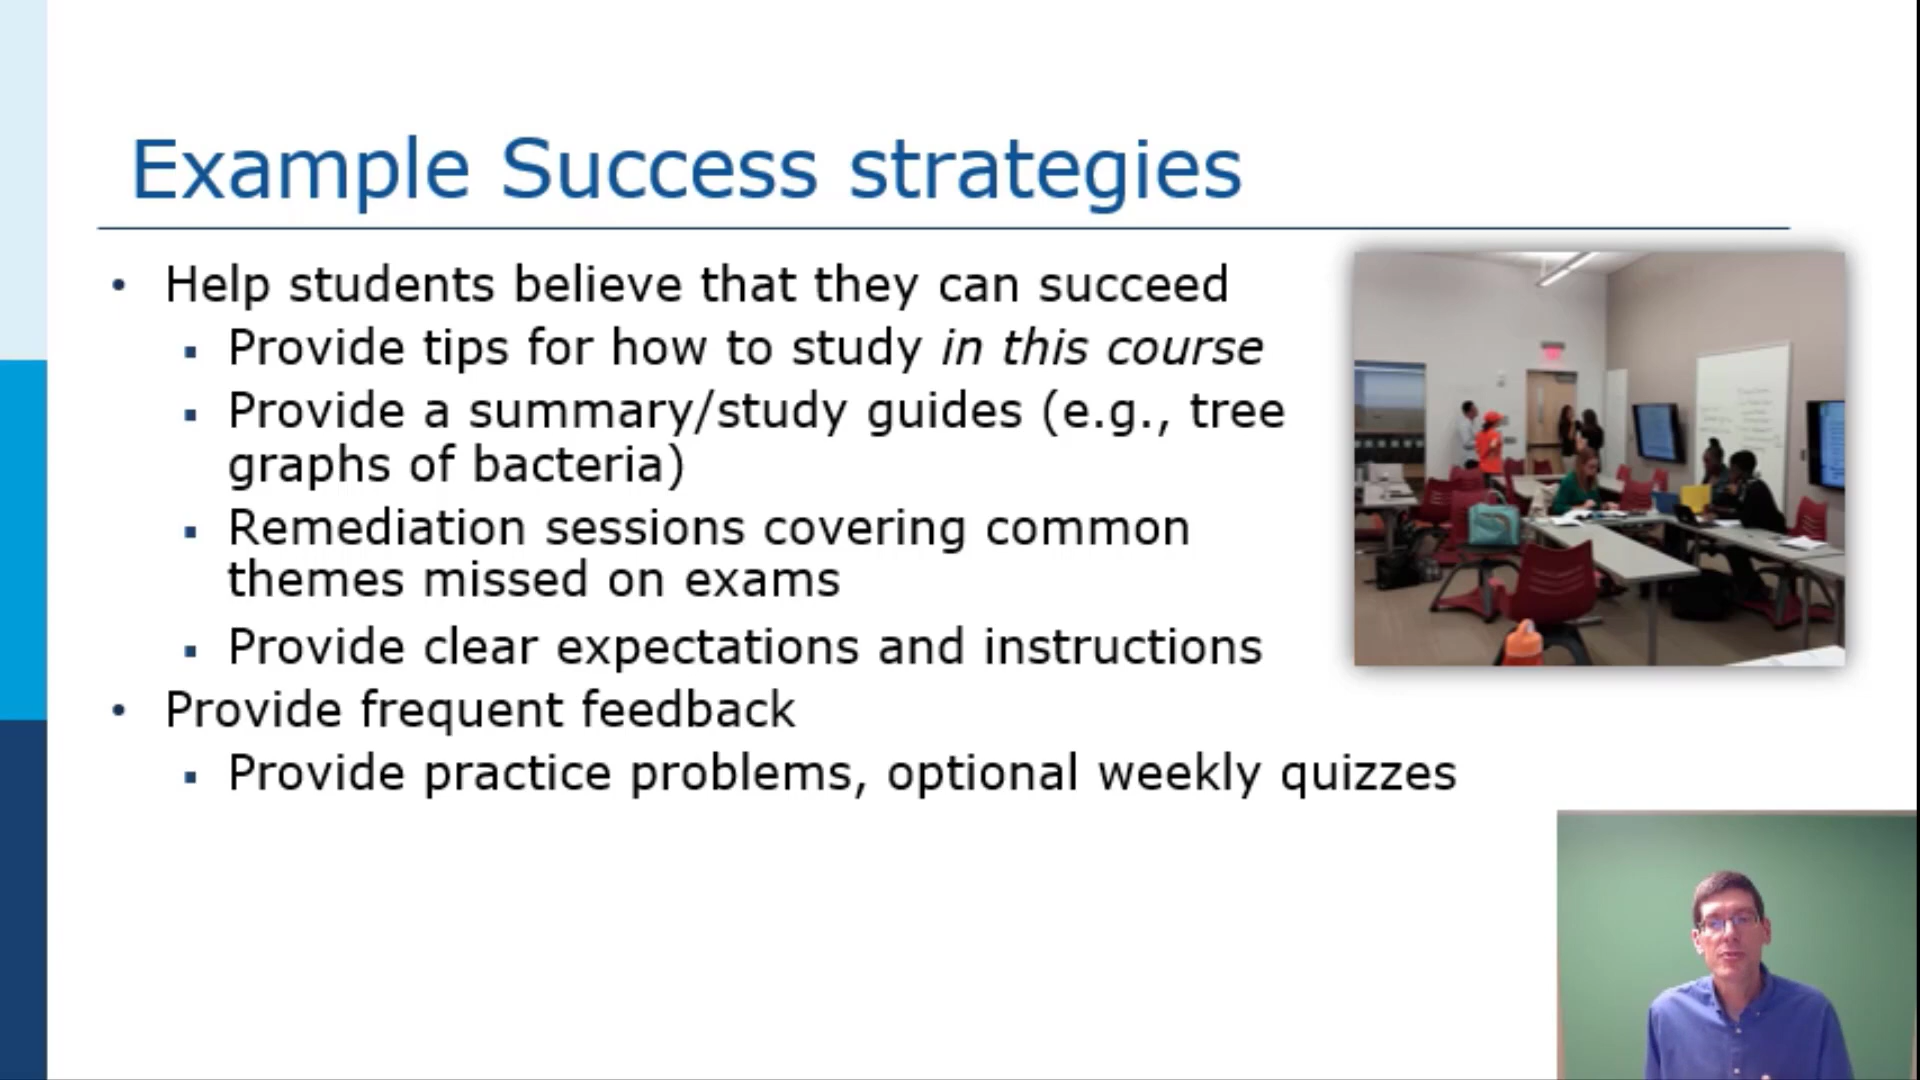 Example Success strategies
• Help students believe that they can succeed
▪ Provide tips for how to study in this course
▪ Provide a summary/study guides (e.g., tree
graphs of bacteria)
▪ Remediation sessions covering common
themes missed on exams
▪ Provide clear expectations and instructions
• Provide frequent feedback
▪ Provide practice problems, optional weekly quizzes